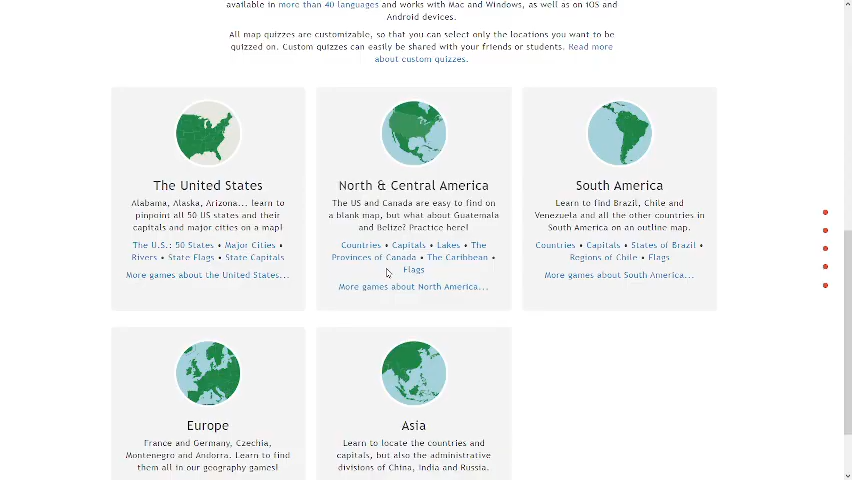 available in more than 40 languages and works with Mac and Windows, as well as on iOS and
Android devices.
All map quizzes are customizable, so that you can select only the locations you want to be
quizzed on. Custom quizzes can easily be shared with your friends or students. Read more
about custom quizzes.
The United States
Alabama, Alaska, Arizona... learn to
pinpoint all 50 US states and their
capitals and major cities on a map!
The U.S.: 50 States • Major Cities •
Rivers • State Flags • State Capitals
More games about the United States...
North & Central America
The US and Canada are easy to find on
a blank map, but what about Guatemala
and Belize? Practice here!
Countries • Capitals • Lakes • The
Provinces of Canada • The Caribbean •
Flags
More games about North America...
South America
Learn to find Brazil, Chile and
Venezuela and all the other countries in
South America on an outline map.
Countries • Capitals • States of Brazil •
Regions of Chile • Flags
More games about South America...
Europe
France and Germany, Czechia,
Montenegro and Andorra. Learn to find
them all in our geography games!
Asia
Learn to locate the countries and
capitals, but also the administrative
divisions of China, India and Russia.